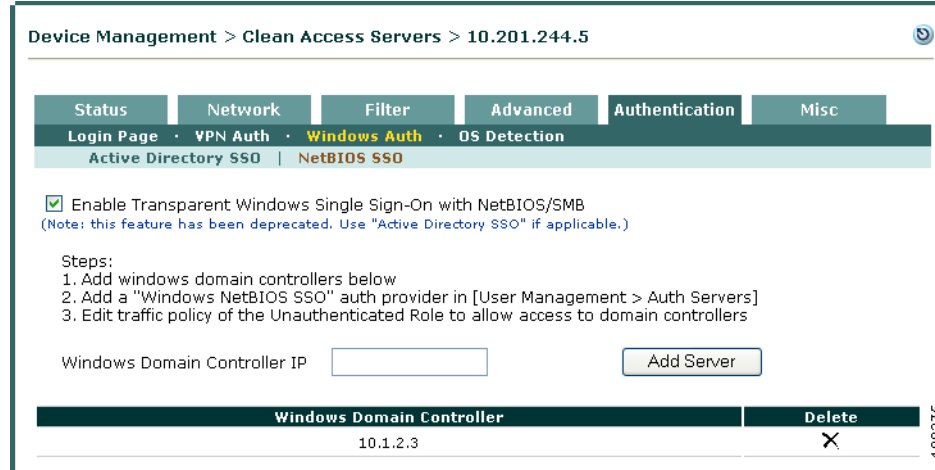 Device Management > Clean Access Servers > 10.201.244.5
Status Network Filter Advanced Authentication Misc
Login Page · VPN Auth · Windows Auth · OS Detection
Active Directory SSO | NetBIOS SSO
Enable Transparent Windows Single Sign-On with NetBIOS/SMB
(Note: this feature has been deprecated. Use "Active Directory SSO" if applicable.)
Steps:
1. Add windows domain controllers below
2. Add a "Windows NetBIOS SSO" auth provider in [User Management > Auth Servers]
3. Edit traffic policy of the Unauthenticated Role to allow access to domain controllers
Windows Domain Controller IP Add Server
Windows Domain Controller Delete
10.1.2.3